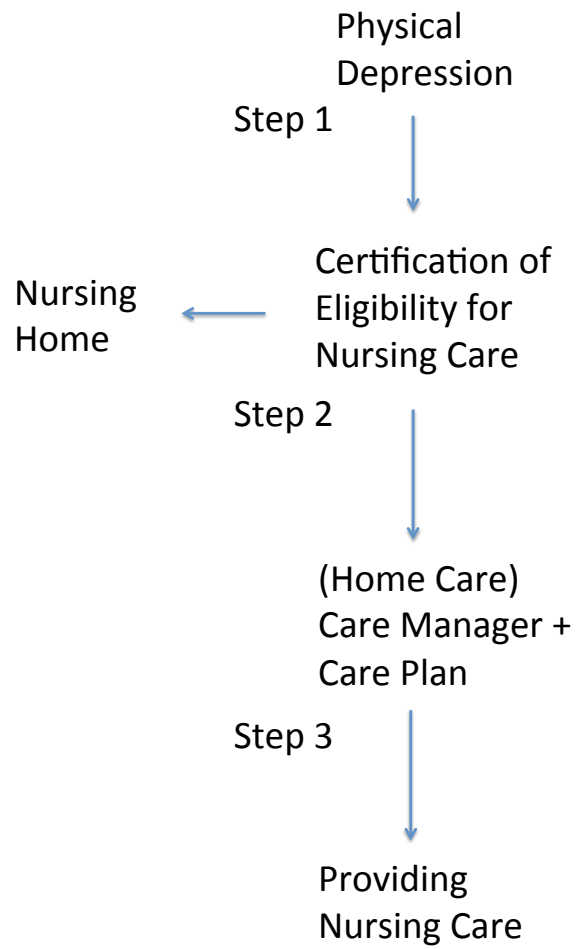 Physical
Depression
Step 1
Certification of
Eligibility for
Nursing Care
Nursing
Home
Step 2
(Home Care)
Care Manager +
Care Plan
Step 3
Providing
Nursing Care